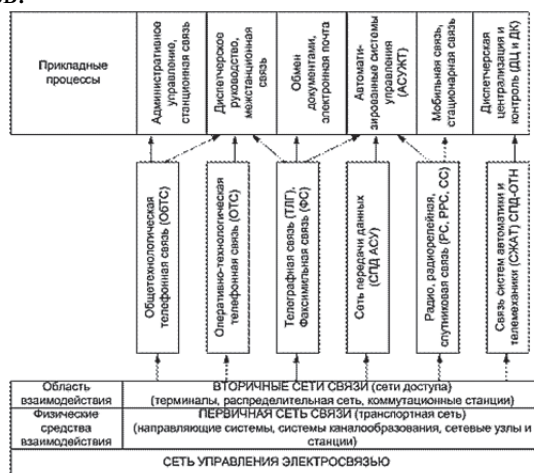 ов.
Прикладные
процессы
Административное
управление,
станционная связь
Диспетчерское
руководство,
межстанционная
связь
Обмен
документами,
электронная почта
Автомати-
зированные системы
управления
(АСУЖТ)
Мобильная связь,
стационарная связь
Диспетчерская
централизация и
контроль (ДЦ и ДК)
Общетехнологическая
телефонная связь (ОбТС)
Оперативно-технологическая
телефонная связь (ОТС)
Телеграфная связь (ТЛГ)
Факсимильная связь (ФС)
Сеть передачи данных
(СПД АСУ)
Радио, радиорелейная,
спутниковая связь (РС, РРС, СС)
Связь систем автоматики и
телемеханики (СЖАТ) СПД-ОТН
Область
взаимодействия
ВТОРИЧНЫЕ СЕТИ СВЯЗИ (сети доступа)
(терминалы, распределительная сеть, коммутационные станции)
Физические
средства
взаимодействия
ПЕРВИЧНАЯ СЕТЬ СВЯЗИ (транспортная сеть)
(направляющие системы, системы каналообразования, сетевые узлы и
станции)
СЕТЬ УПРАВЛЕНИЯ ЭЛЕКТРОСВЯЗЬЮ